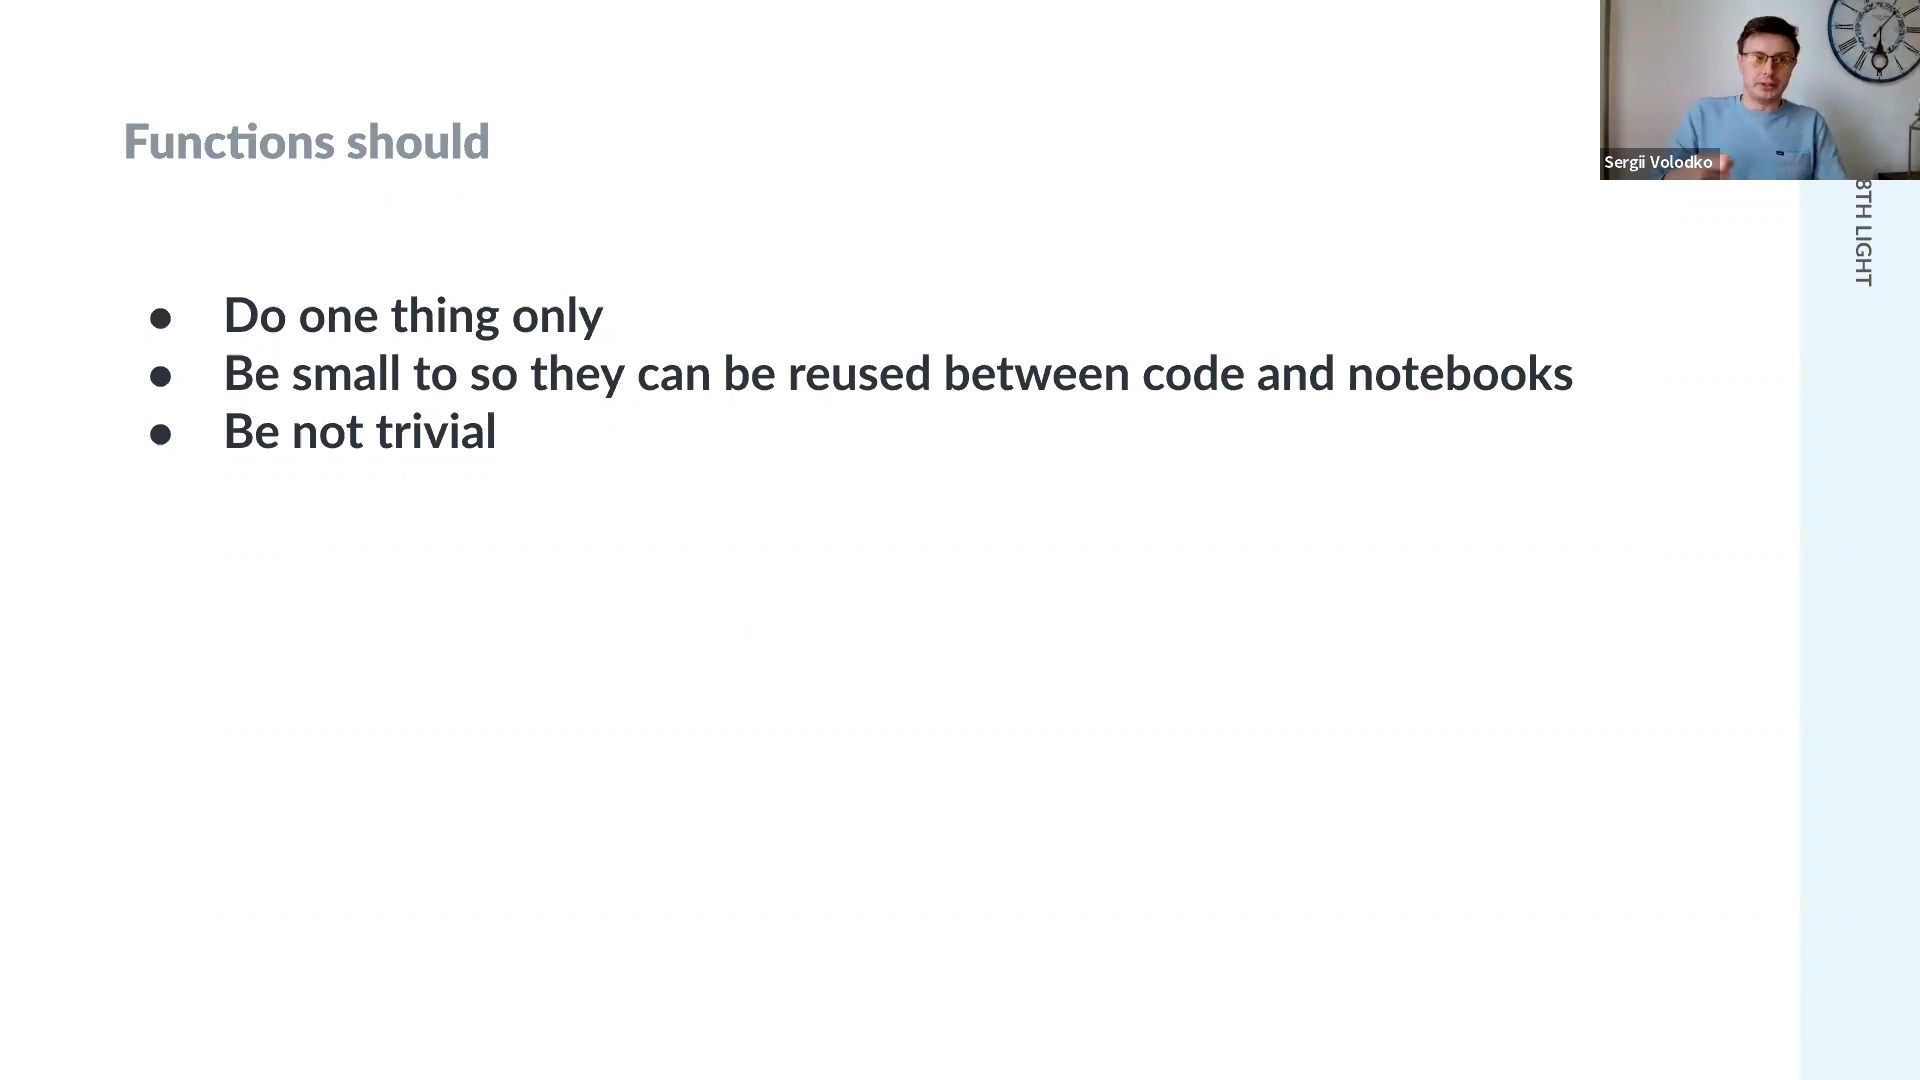 Functions should
Sergii Volodko
8TH LIGHT
● Do one thing only
● Be small to so they can be reused between code and notebooks
● Be not trivial